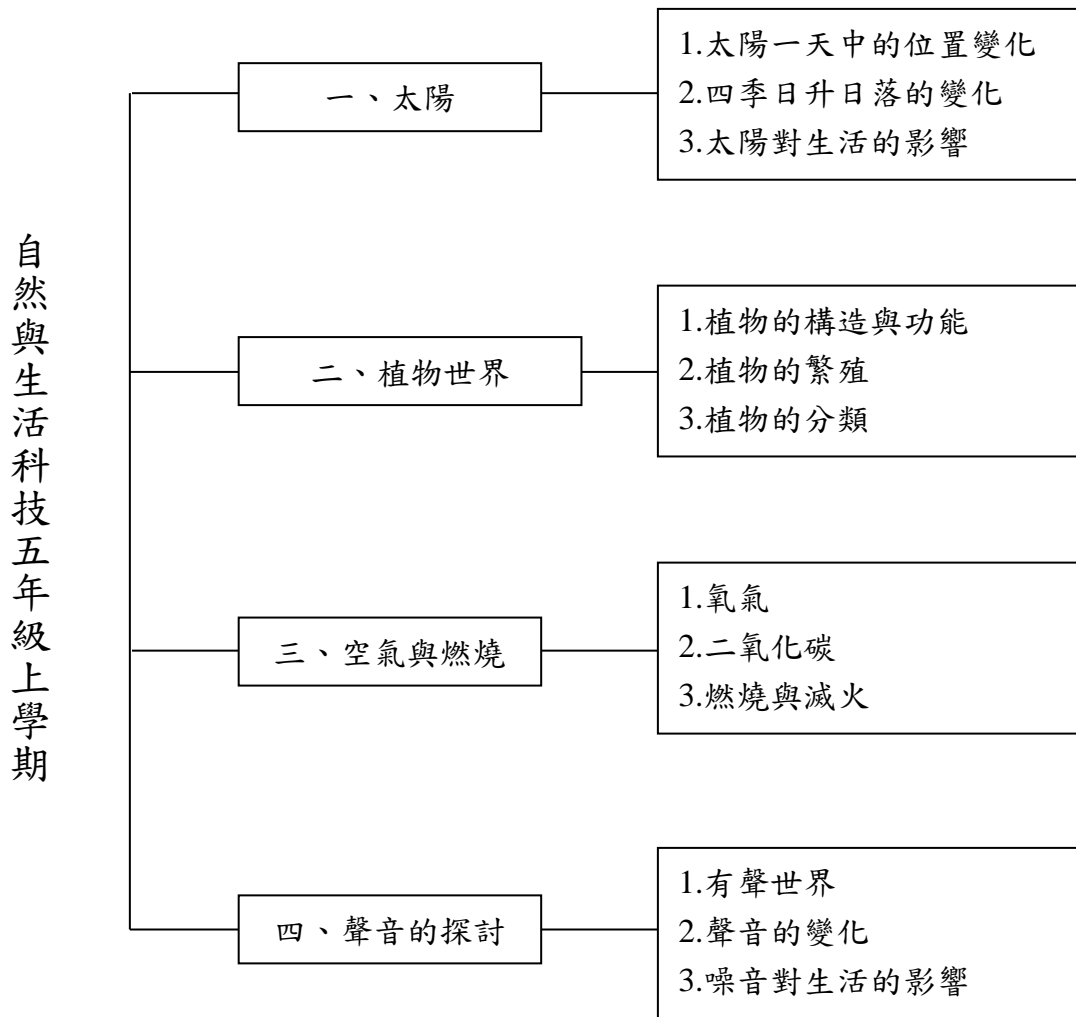 自然與生活科技五年級上學期
一、太陽
1.太陽一天中的位置變化
2.四季日升日落的變化
3.太陽對生活的影響
二、植物世界
1.植物的構造與功能
2.植物的繁殖
3.植物的分類
三、空氣與燃燒
1.氧氣
2.二氧化碳
3.燃燒與滅火
四、聲音的探討
1.有聲世界
2.聲音的變化
3.噪音對生活的影響